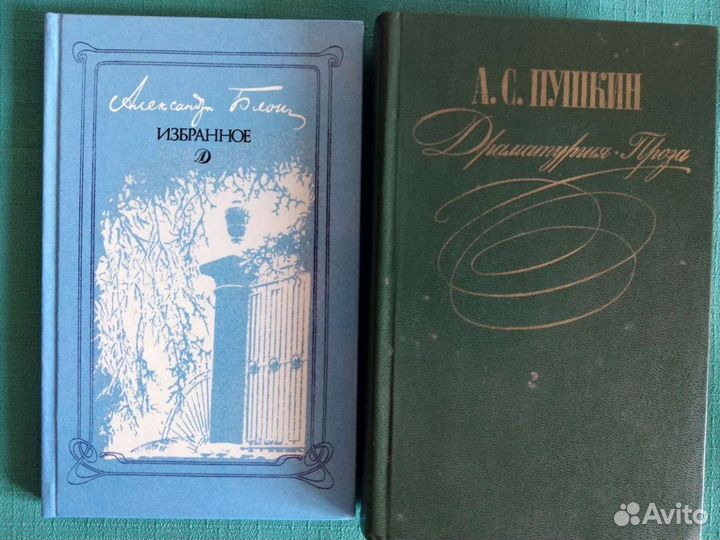 Александр Блок
ИЗБРАННОЕ
Д
А.С. ПУШКИН
Драматургия · Проза
Avito